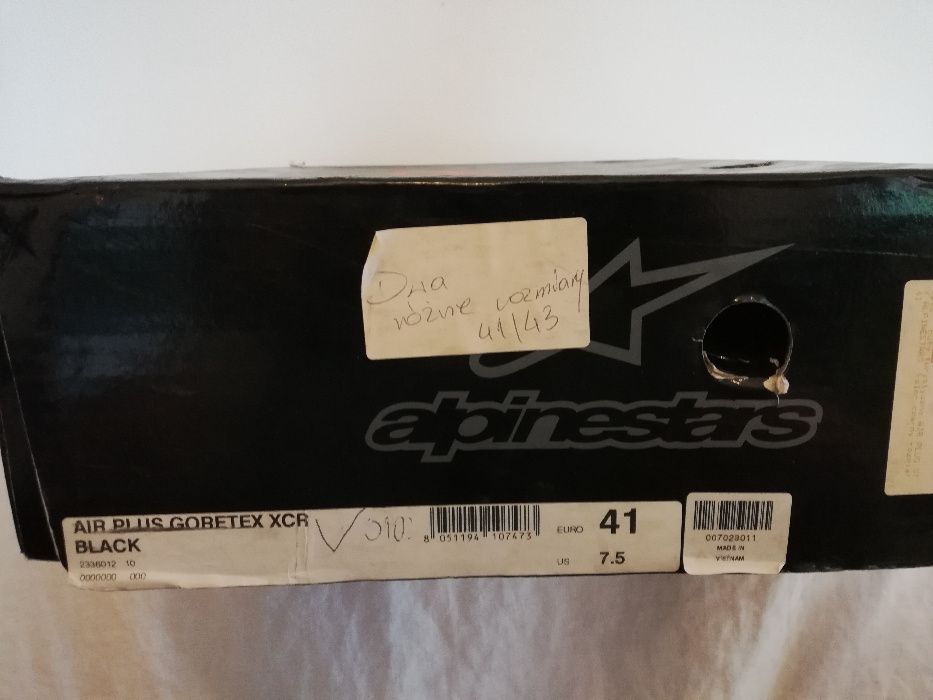 Dwa
różne rozmiary
41/43
alpinestars
AIR PLUS GORETEX XCR
BLACK
2336012 10
0000000 000
8 051194 107473
EURO 41
US 7.5
007029011
MADE IN
VIETNAM